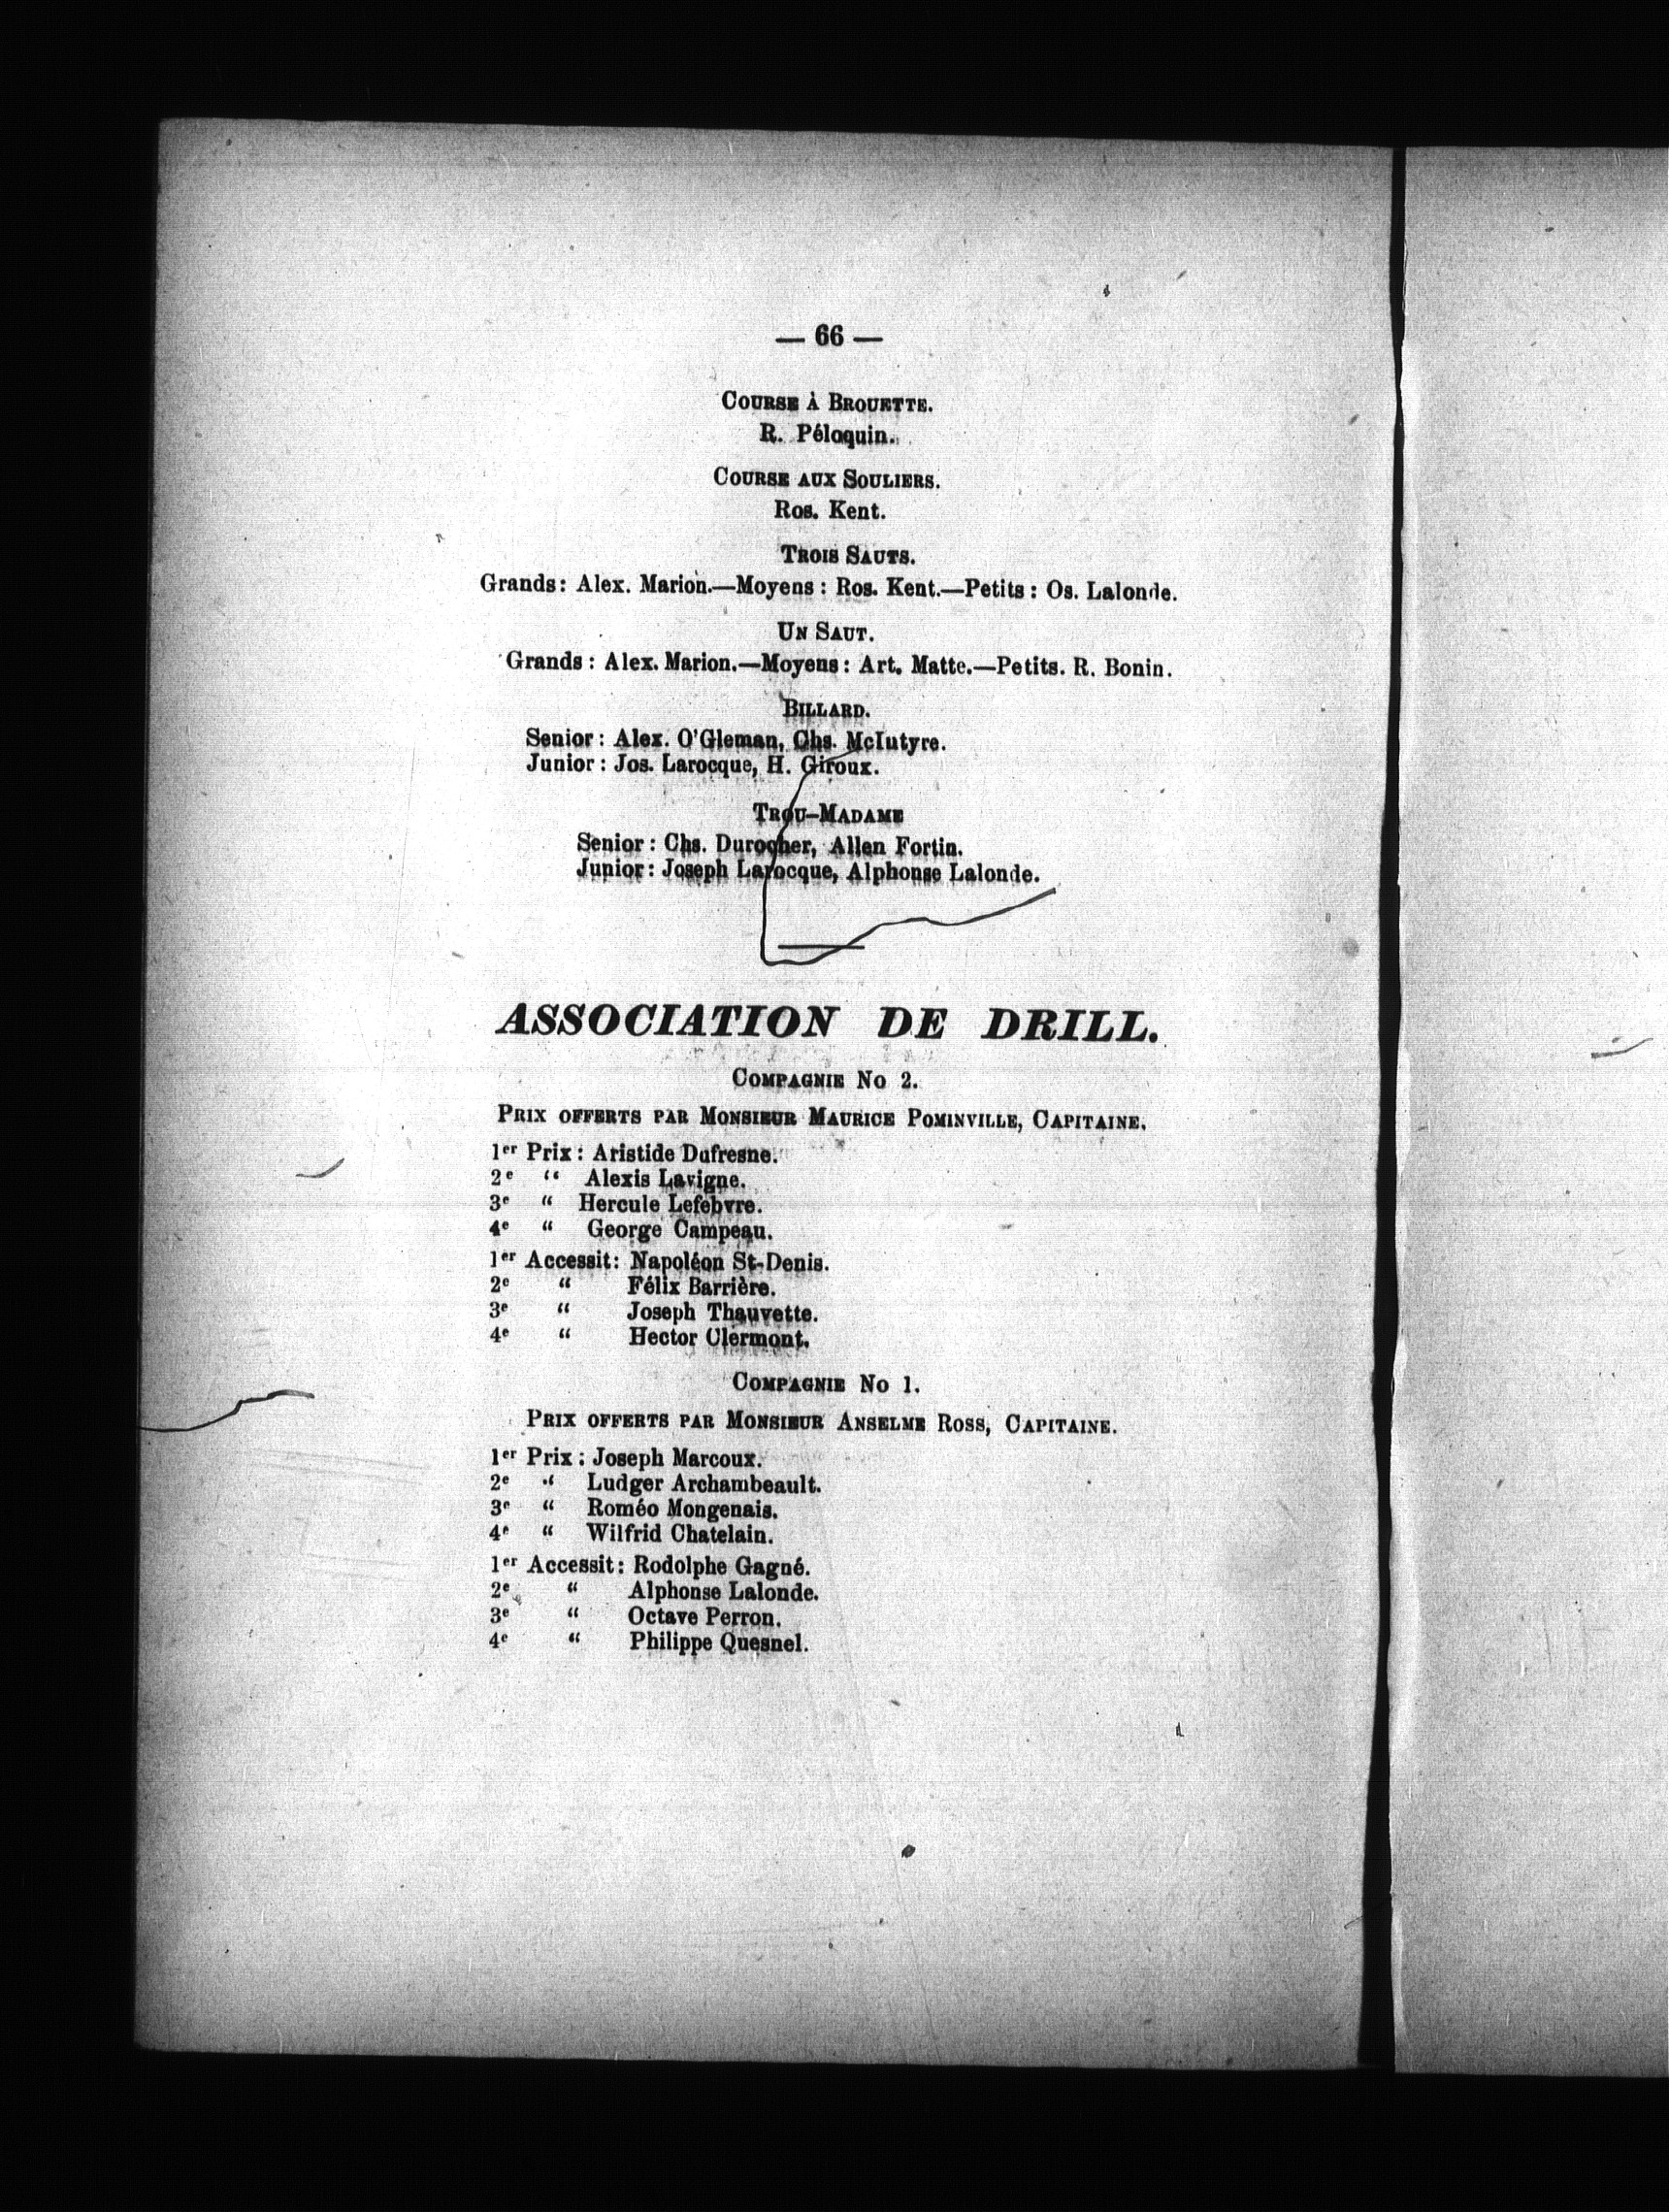 — 66 —
COURSE À BROUETTE.
R. Péloquin.
COURSE AUX SOULIERS.
Ros. Kent.
TROIS SAUTS.
Grands: Alex. Marion.—Moyens: Ros. Kent.—Petits: Os. Lalonde.
UN SAUT.
Grands: Alex. Marion.—Moyens: Art. Matte.—Petits. R. Bonin.
BILLARD.
Senior: Alex. O'Gleman, Chs. McIutyre.
Junior: Jos. Larocque, H. Giroux.
TROU-MADAME
Senior: Chs. Durocher, Allen Fortin.
Junior: Joseph Larocque, Alphonse Lalonde.
ASSOCIATION DE DRILL.
COMPAGNIE No 2.
PRIX OFFERTS PAR MONSIEUR MAURICE POMINVILLE, CAPITAINE.
1er Prix: Aristide Dufresne.
2e “ Alexis Lavigne.
3e “ Hercule Lefebvre.
4e “ George Campeau.
1er Accessit: Napoléon St-Denis.
2e “ Félix Barrière.
3e “ Joseph Thauvette.
4e “ Hector Clermont.
COMPAGNIE No 1.
PRIX OFFERTS PAR MONSIEUR ANSELME ROSS, CAPITAINE.
1er Prix: Joseph Marcoux.
2e “ Ludger Archambeault.
3e “ Roméo Mongenais.
4e “ Wilfrid Chatelain.
1er Accessit: Rodolphe Gagné.
2e “ Alphonse Lalonde.
3e “ Octave Perron.
4e “ Philippe Quesnel.